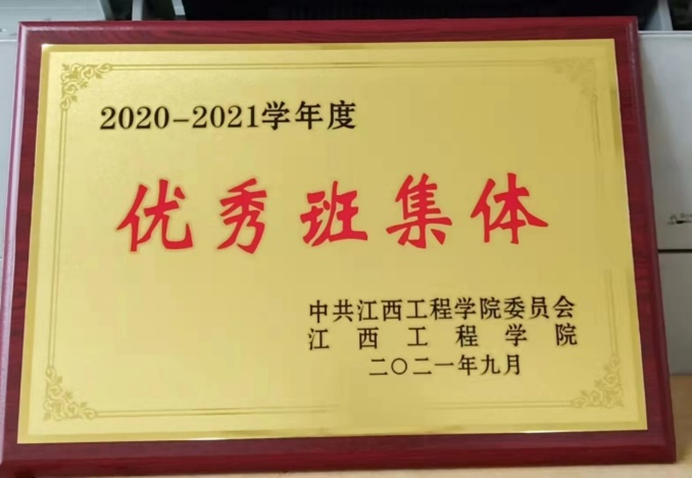 2020-2021学年度
优秀班集体
中共江西工程学院委员会
江西工程学院
二〇二一年九月